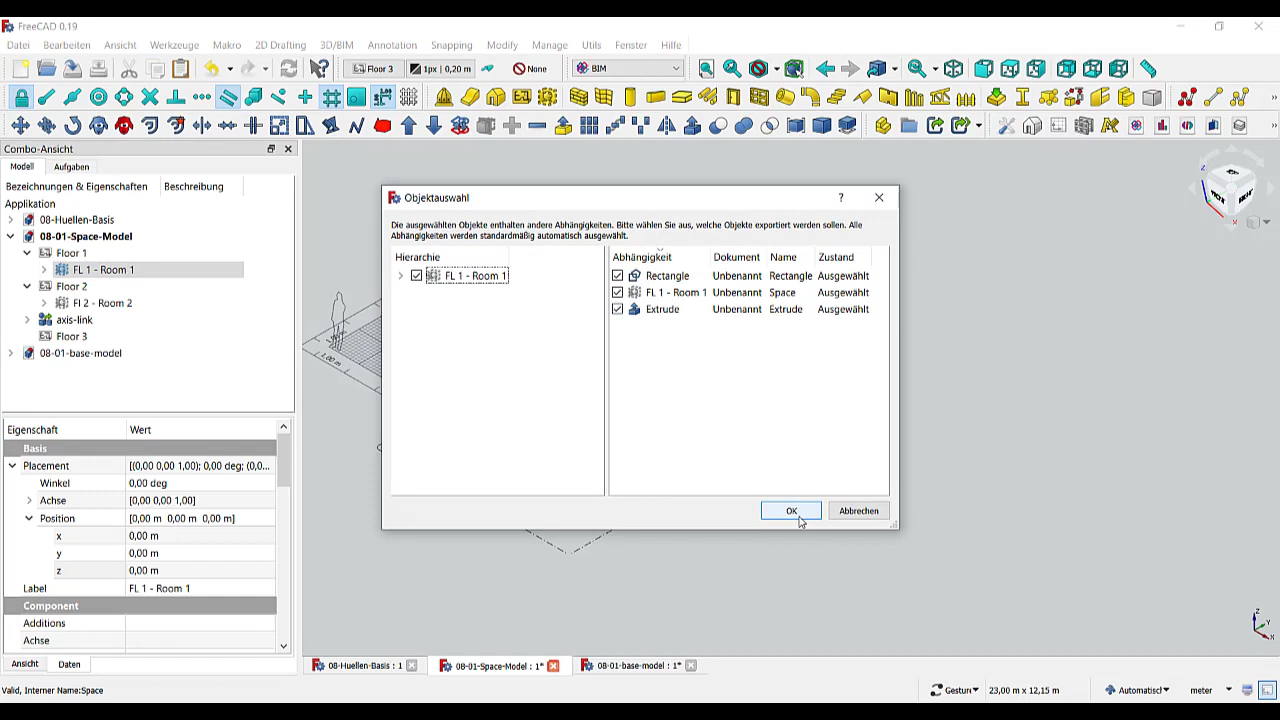 FreeCAD 0.19
Datei Bearbeiten Ansicht Werkzeuge Makro 2D Drafting 3D/BIM Annotation Snapping Modify Manage Utils Fenster Hilfe
Floor 3 1px | 0,20 m None BIM
Combo-Ansicht
Modell Aufgaben
Bezeichnungen & Eigenschaften Beschreibung
Applikation
08-Huellen-Basis
08-01-Space-Model
Floor 1
FL 1 - Room 1
Floor 2
Fl 2 - Room 2
axis-link
Floor 3
08-01-base-model
Eigenschaft Wert
Basis
Placement [(0,00 0,00 1,00); 0,00 deg; (0,0...
Winkel 0,00 deg
Achse [0,00 0,00 1,00]
Position [0,00 m 0,00 m 0,00 m]
x 0,00 m
y 0,00 m
z 0,00 m
Label FL 1 - Room 1
Component
Additions
Achse
Ansicht Daten
Objektauswahl ?
Die ausgewählten Objekte enthalten andere Abhängigkeiten. Bitte wählen Sie aus, welche Objekte exportiert werden sollen. Alle
Abhängigkeiten werden standardmäßig automatisch ausgewählt.
Hierarchie
FL 1 - Room 1
Abhängigkeit Dokument Name Zustand
Rectangle Unbenannt Rectangle Ausgewählt
FL 1 - Room 1 Unbenannt Space Ausgewählt
Extrude Unbenannt Extrude Ausgewählt
OK Abbrechen
1,00 m
Z
X
Z
Y
X
08-Huellen-Basis : 1 08-01-Space-Model : 1* 08-01-base-model : 1*
Valid, Interner Name:Space
Gesture 23,00 m x 12,15 m Automatisch meter